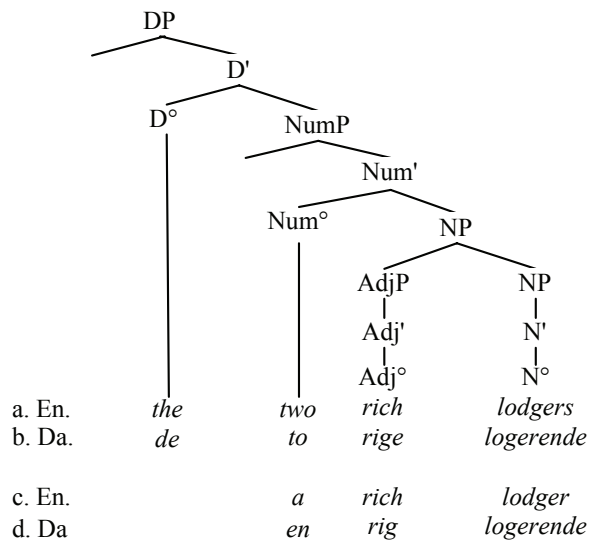 DP
D'
D° NumP
Num'
Num° NP
AdjP NP
Adj' N'
Adj° N°
a. En. the two rich lodgers
b. Da. de to rige logerende
c. En. a rich lodger
d. Da en rig logerende